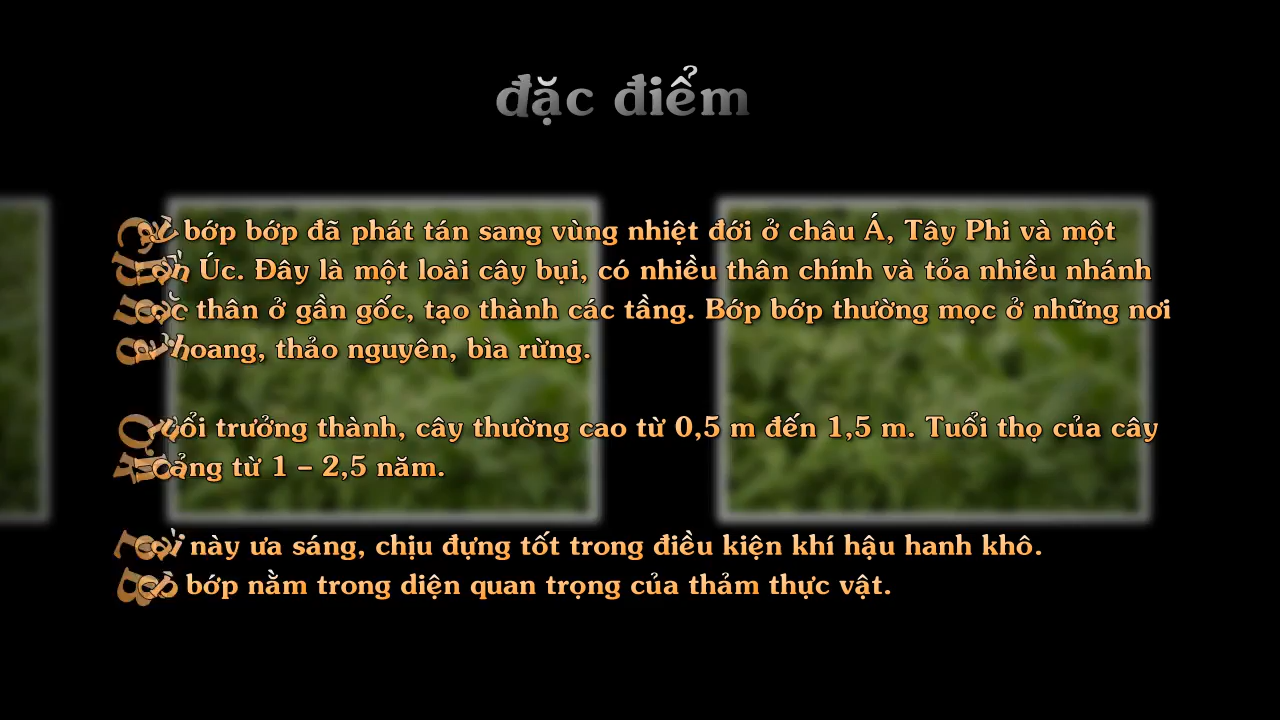 đặc điểm
bớp bớp đã phát tán sang vùng nhiệt đới ở châu Á, Tây Phi và một
Úc. Đây là một loài cây bụi, có nhiều thân chính và tỏa nhiều nhánh
thân ở gần gốc, tạo thành các tầng. Bớp bớp thường mọc ở những nơi
hoang, thảo nguyên, bìa rừng.
tuổi trưởng thành, cây thường cao từ 0,5 m đến 1,5 m. Tuổi thọ của cây
từ 1 – 2,5 năm.
này ưa sáng, chịu đựng tốt trong điều kiện khí hậu hanh khô.
bớp nằm trong diện quan trọng của thảm thực vật.